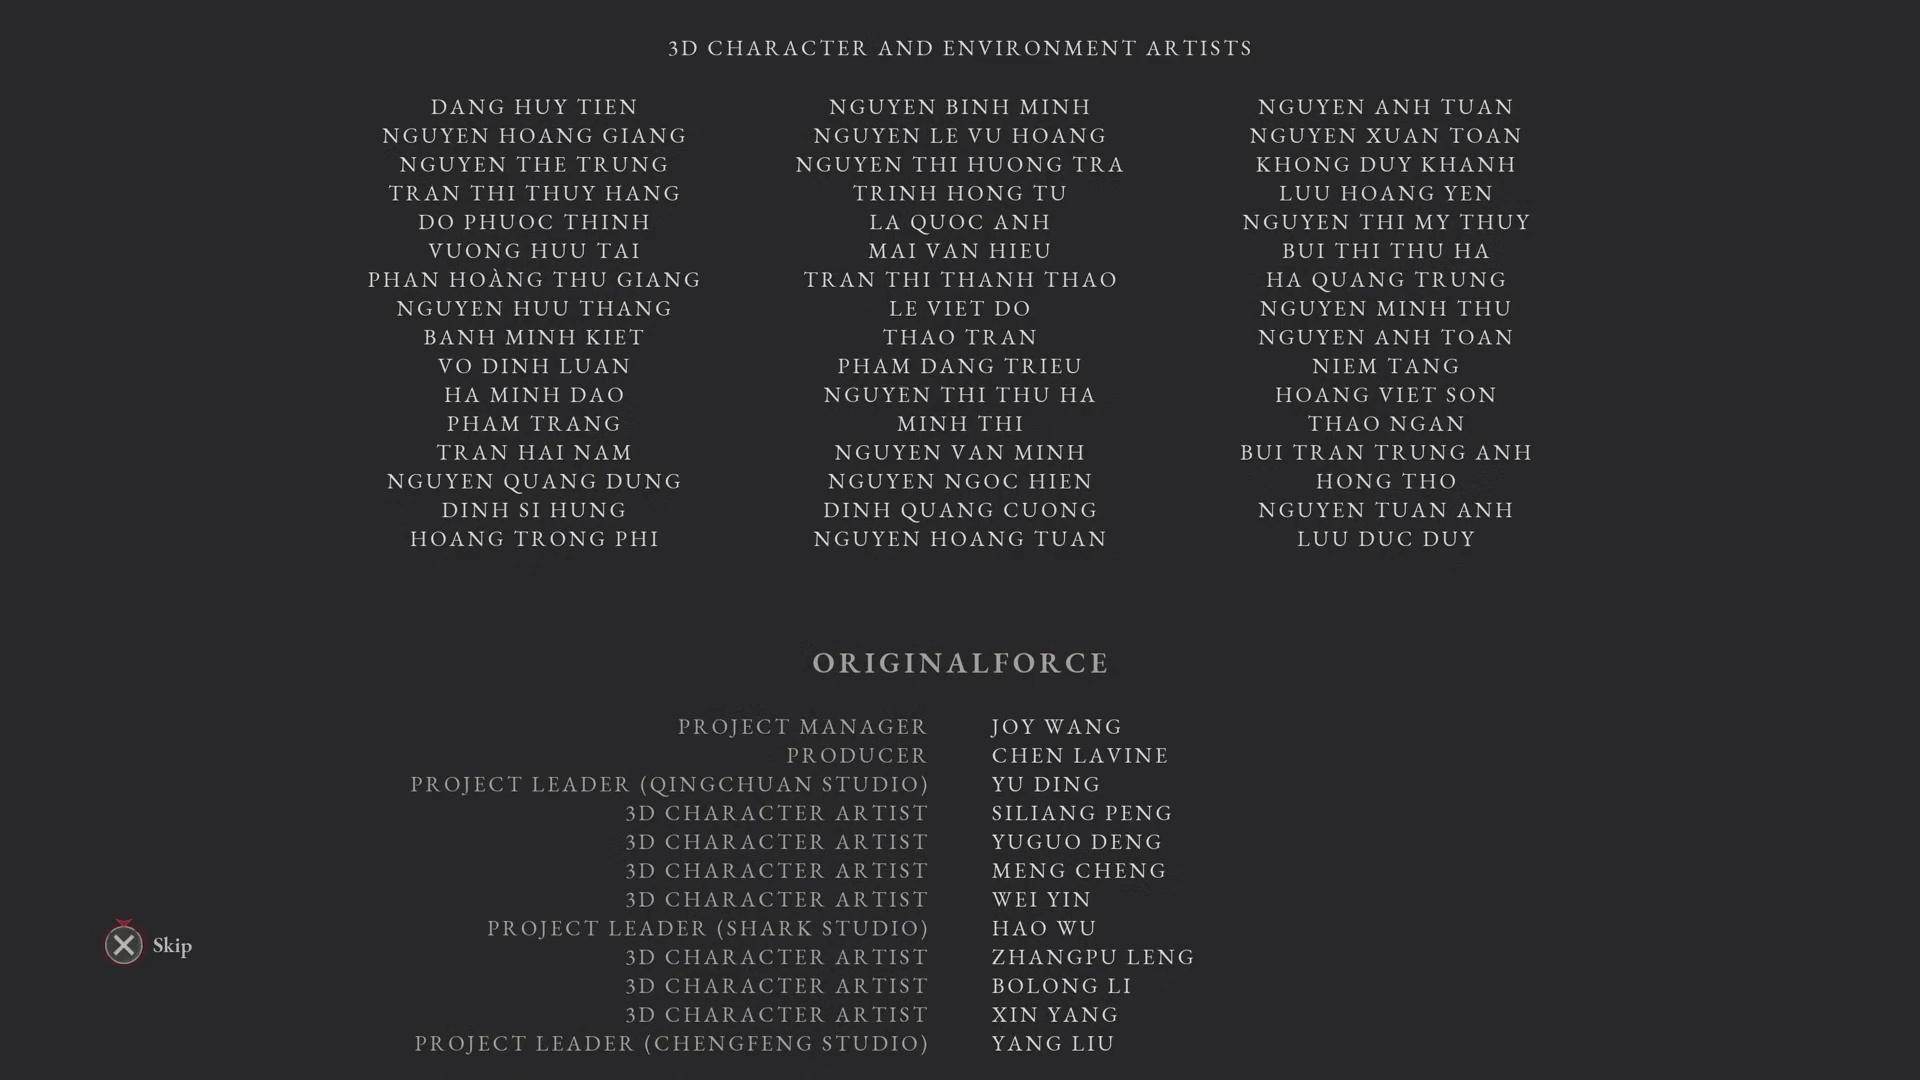 3D CHARACTER AND ENVIRONMENT ARTISTS
DANG HUY TIEN NGUYEN BINH MINH NGUYEN ANH TUAN
NGUYEN HOANG GIANG NGUYEN LE VU HOANG NGUYEN XUAN TOAN
NGUYEN THE TRUNG NGUYEN THI HUONG TRA KHONG DUY KHANH
TRAN THI THUY HANG TRINH HONG TU LUU HOANG YEN
DO PHUOC THINH LA QUOC ANH NGUYEN THI MY THUY
VUONG HUU TAI MAI VAN HIEU BUI THI THU HA
PHAN HOÀNG THU GIANG TRAN THI THANH THAO HA QUANG TRUNG
NGUYEN HUU THANG LE VIET DO NGUYEN MINH THU
BANH MINH KIET THAO TRAN NGUYEN ANH TOAN
VO DINH LUAN PHAM DANG TRIEU NIEM TANG
HA MINH DAO NGUYEN THI THU HA HOANG VIET SON
PHAM TRANG MINH THI THAO NGAN
TRAN HAI NAM NGUYEN VAN MINH BUI TRAN TRUNG ANH
NGUYEN QUANG DUNG NGUYEN NGOC HIEN HONG THO
DINH SI HUNG DINH QUANG CUONG NGUYEN TUAN ANH
HOANG TRONG PHI NGUYEN HOANG TUAN LUU DUC DUY
ORIGINALFORCE
PROJECT MANAGER JOY WANG
PRODUCER CHEN LAVINE
PROJECT LEADER (QINGCHUAN STUDIO) YU DING
3D CHARACTER ARTIST SILIANG PENG
3D CHARACTER ARTIST YUGUO DENG
3D CHARACTER ARTIST MENG CHENG
3D CHARACTER ARTIST WEI YIN
PROJECT LEADER (SHARK STUDIO) HAO WU
Skip
3D CHARACTER ARTIST ZHANGPU LENG
3D CHARACTER ARTIST BOLONG LI
3D CHARACTER ARTIST XIN YANG
PROJECT LEADER (CHENGFENG STUDIO) YANG LIU